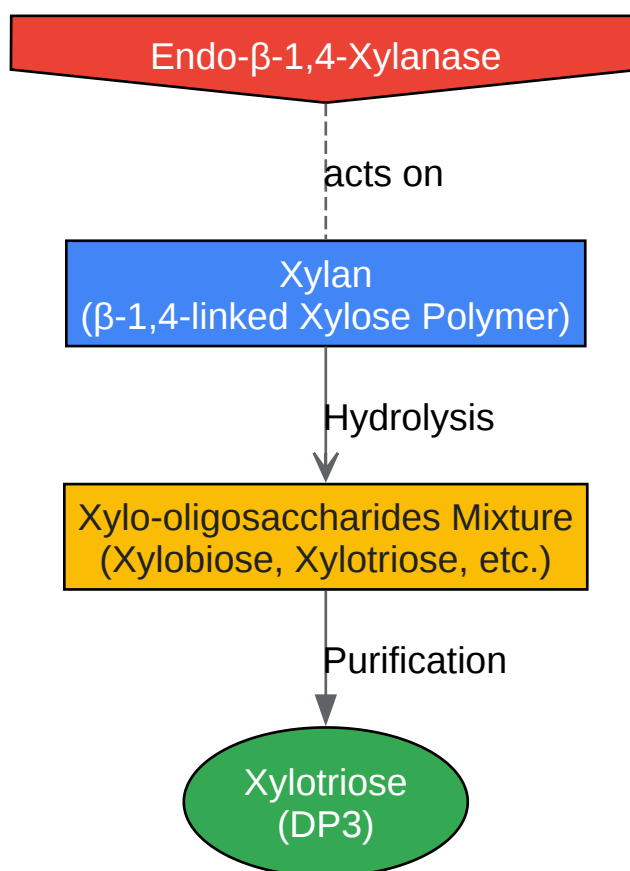 Endo-β-1,4-Xylanase
acts on
Xylan
(β-1,4-linked Xylose Polymer)
Hydrolysis
Xylo-oligosaccharides Mixture
(Xylobiose, Xylotriose, etc.)
Purification
Xylotriose
(DP3)